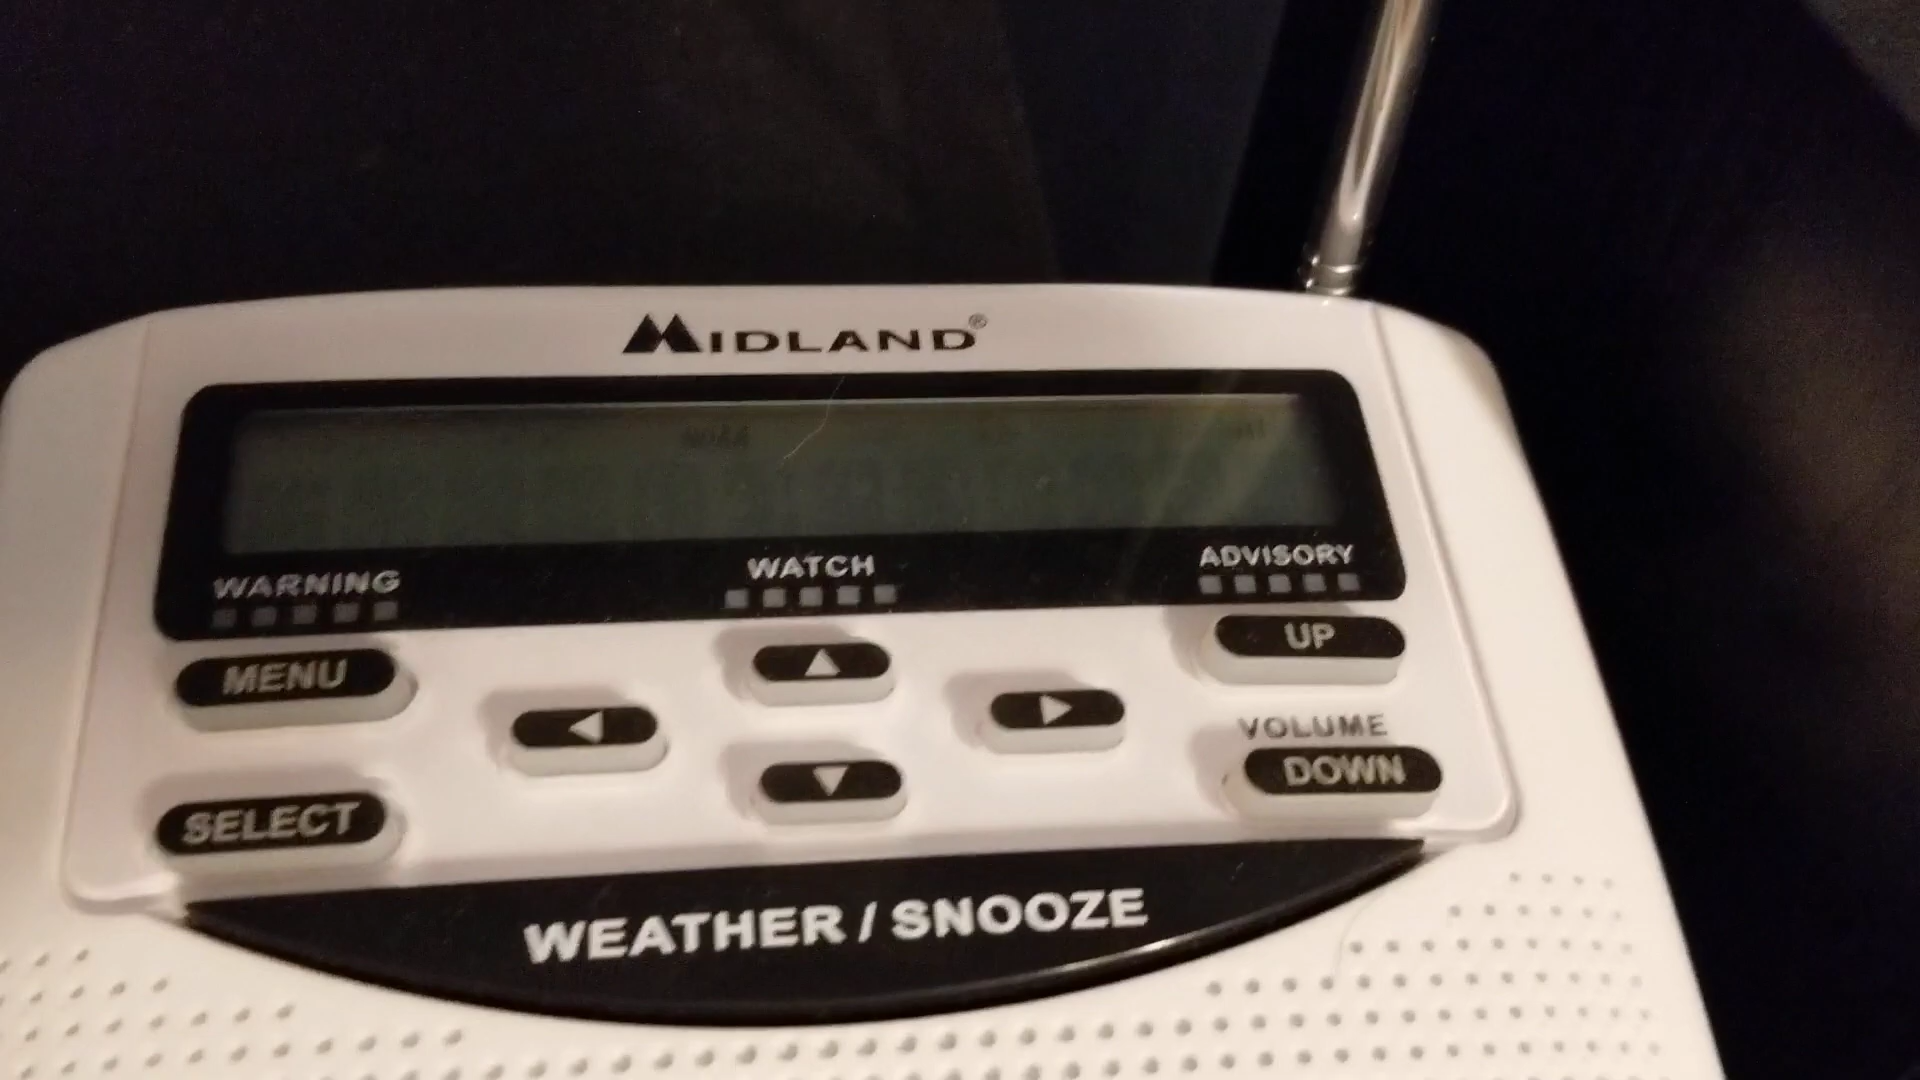 MIDLAND®
WARNING WATCH ADVISORY
MENU UP
VOLUME
SELECT DOWN
WEATHER / SNOOZE